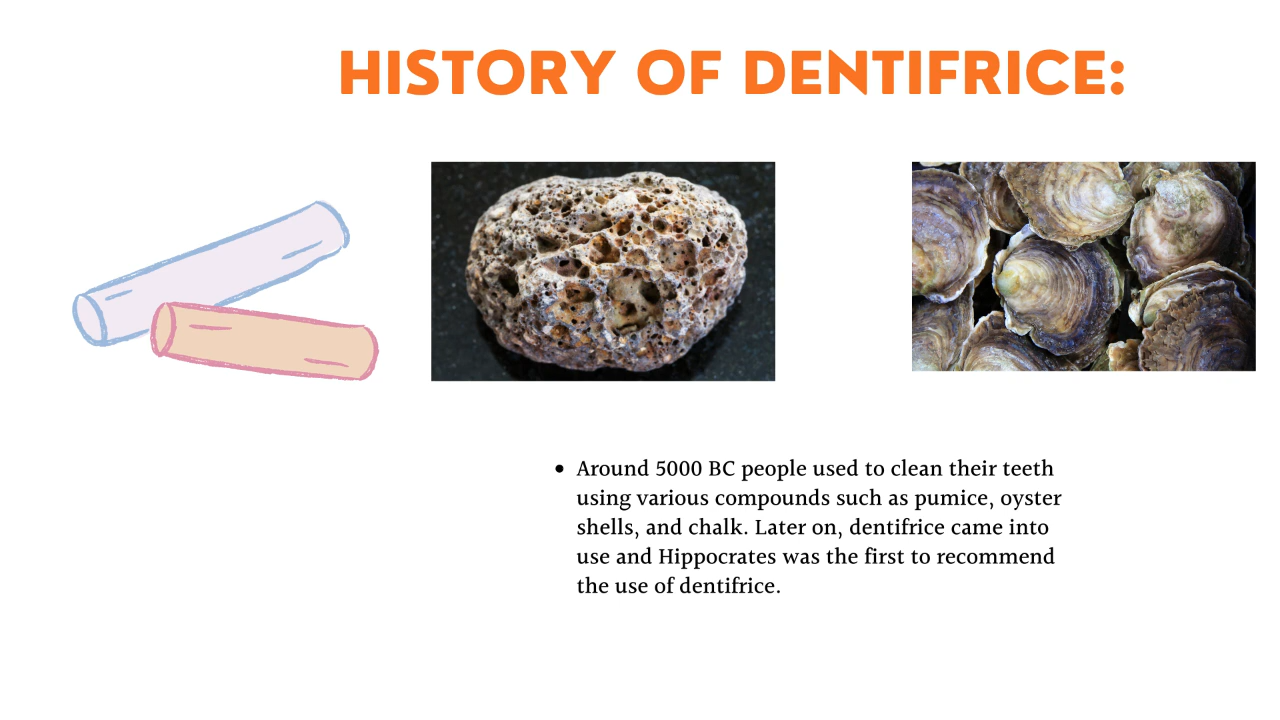 HISTORY OF DENTIFRICE:
• Around 5000 BC people used to clean their teeth
using various compounds such as pumice, oyster
shells, and chalk. Later on, dentifrice came into
use and Hippocrates was the first to recommend
the use of dentifrice.